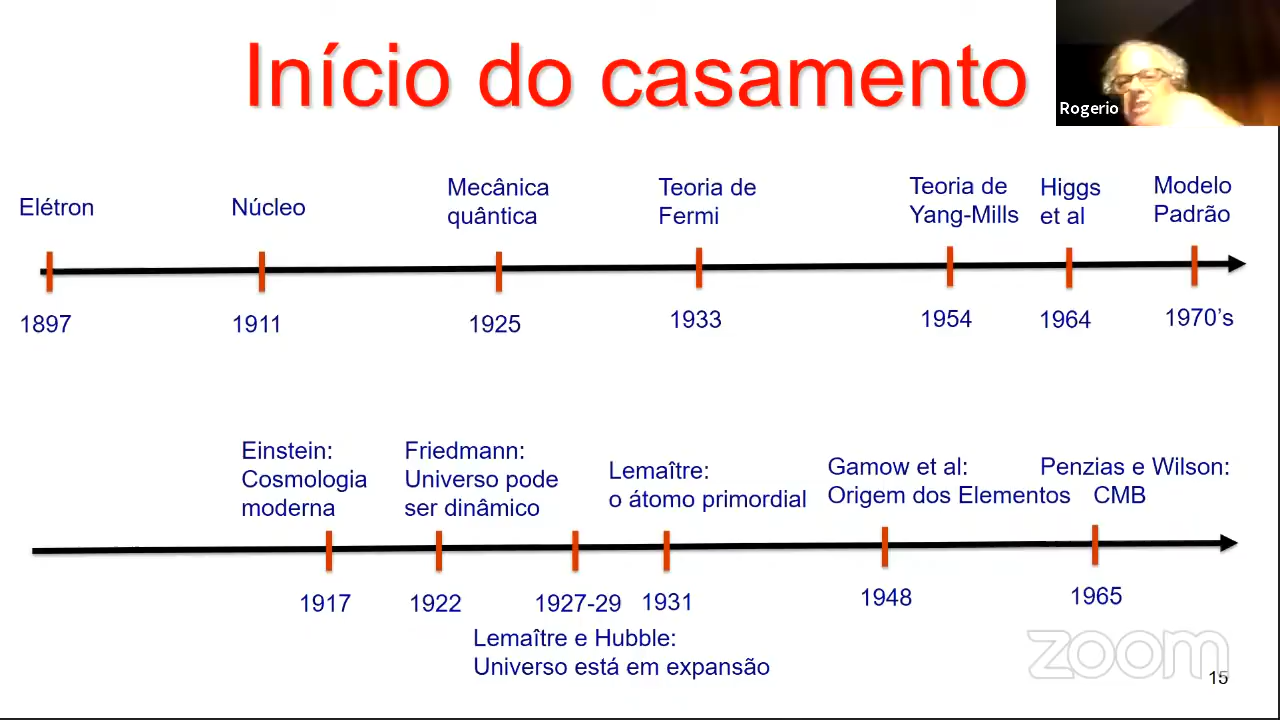 Início do casamento
Rogerio
Elétron
Núcleo
Mecânica
quântica
Teoria de
Fermi
Teoria de
Yang-Mills
Higgs
et al
Modelo
Padrão
1897
1911
1925
1933
1954
1964
1970’s
Einstein:
Cosmologia
moderna
Friedmann:
Universo pode
ser dinâmico
Lemaître:
o átomo primordial
Gamow et al:
Origem dos Elementos
Penzias e Wilson:
CMB
1917
1922
1927-29
1931
1948
1965
Lemaître e Hubble:
Universo está em expansão
zoom
15